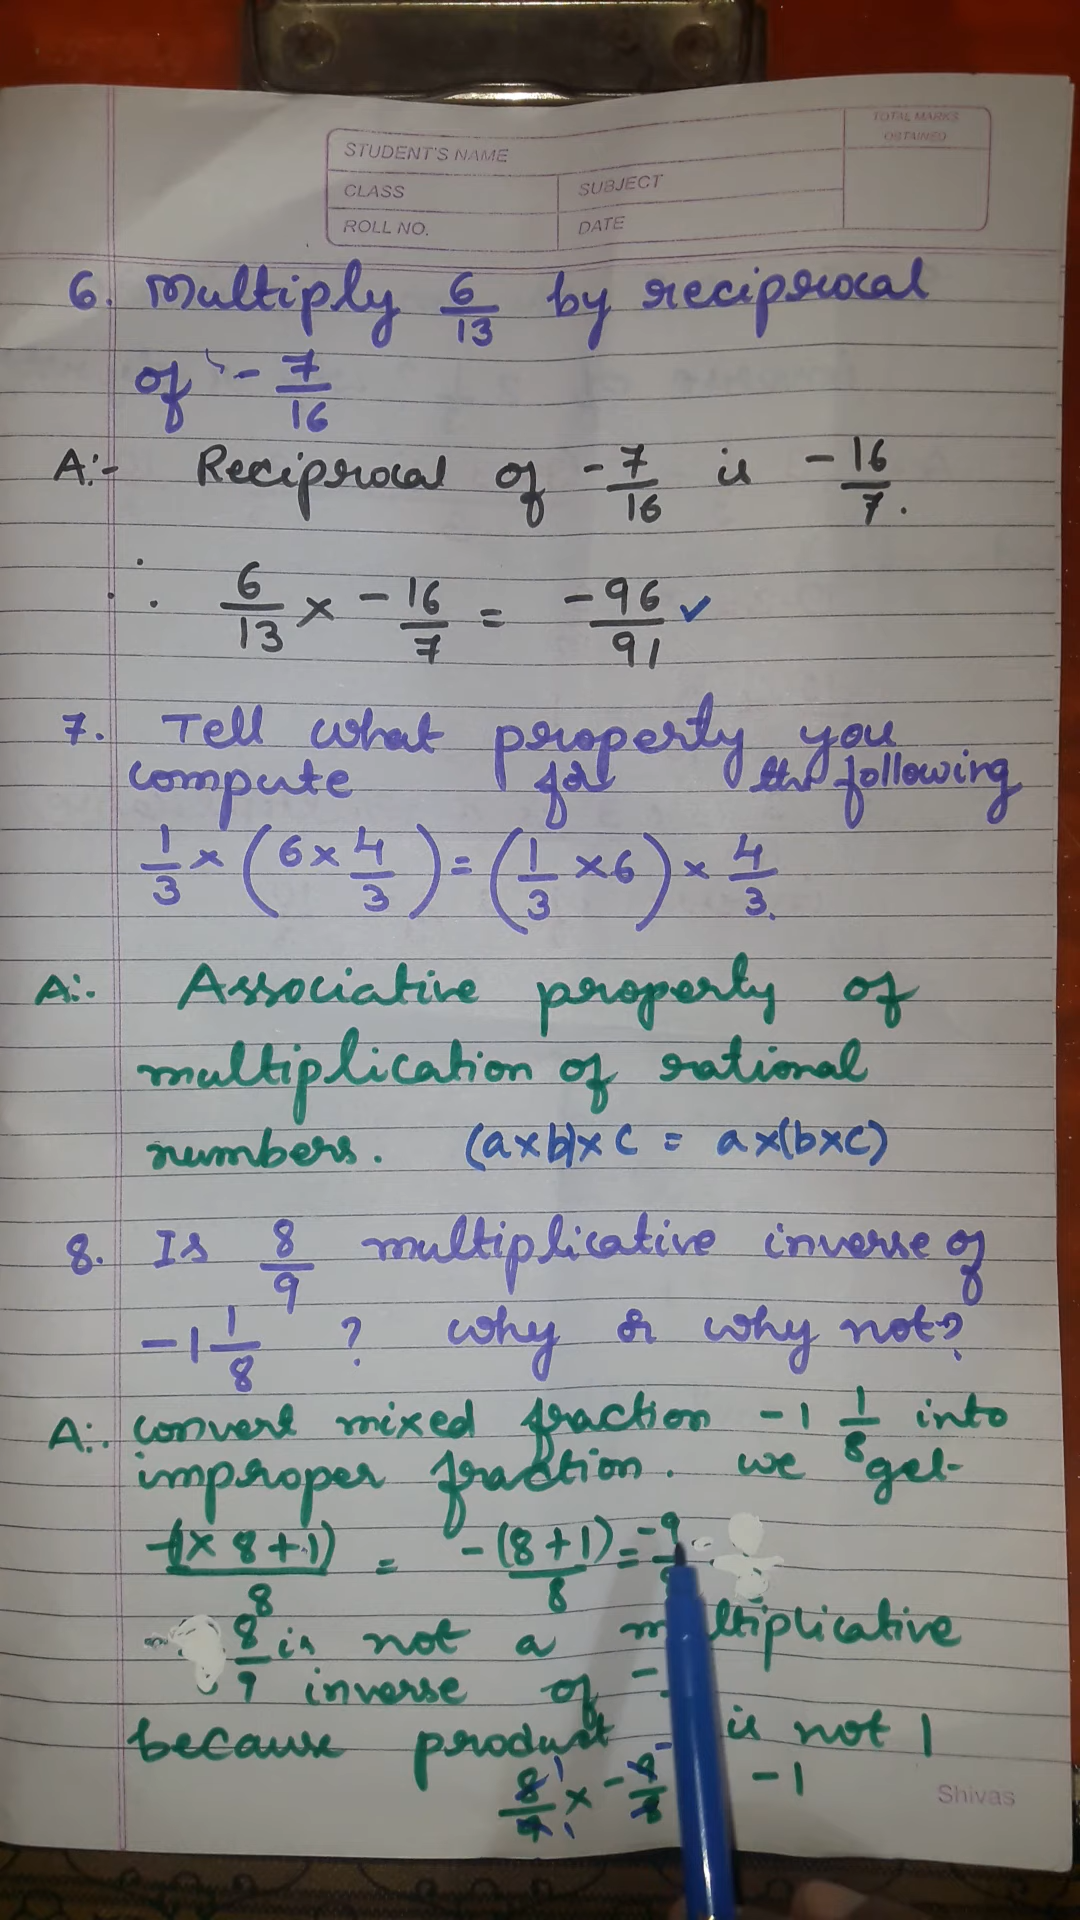 TOTAL MARKS
OBTAINED
STUDENT'S NAME
CLASS
SUBJECT
ROLL NO.
DATE
6. Multiply 6/13 by reciprocal
of - 7/16
A:- Reciprocal of -7/16 is -16/7.
∴ 6/13 × -16/7 = -96/91 ✓
7. Tell what property you
compute for the following
1/3 × (6 × 4/3) = (1/3 × 6) × 4/3.
A:. Associative property of
multiplication of rational
numbers. (a×b)×c = a×(b×c)
8. Is 8/9 multiplicative inverse of
-1 1/8 ? why or why not?
A:. convert mixed fraction -1 1/8 into
improper fraction. we get
-(1×8+1)/8 = -(8+1)/8 = -9
8/9 is not a multiplicative
inverse of -
because product is not 1
8/9 × -9/8 -1
Shivas